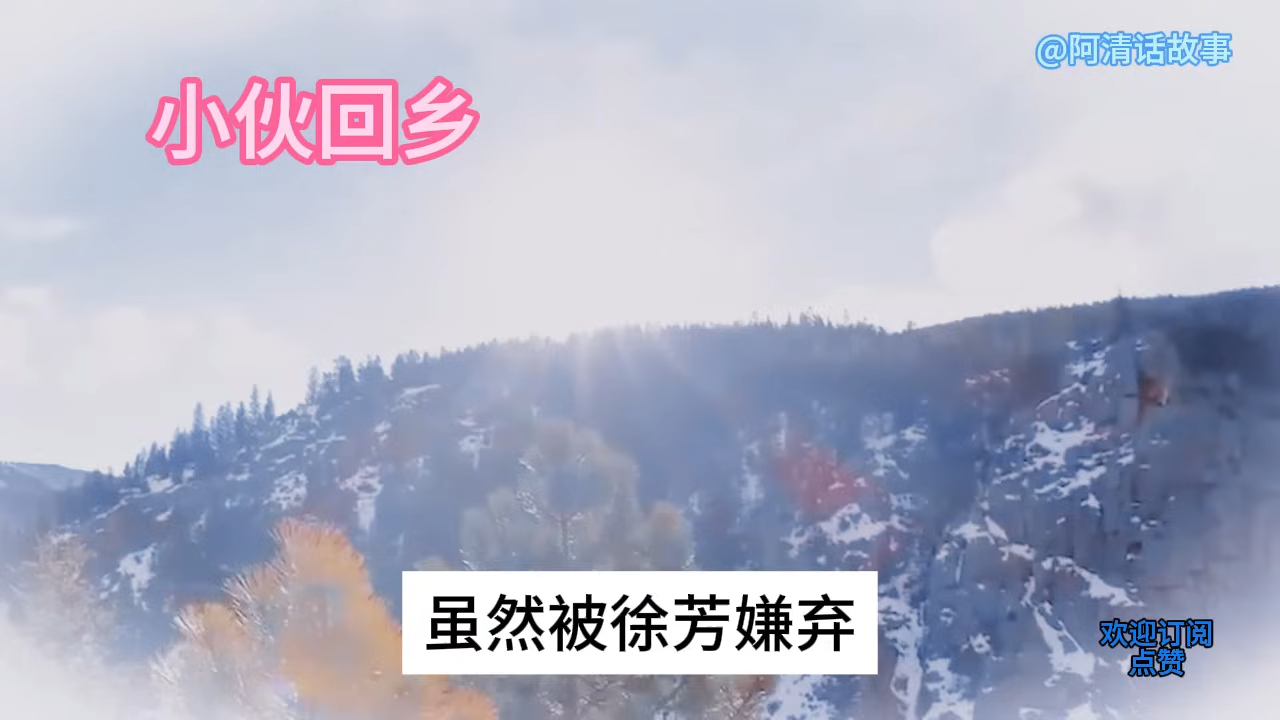 @阿清话故事
小伙回乡
虽然被徐芳嫌弃
欢迎订阅
点赞